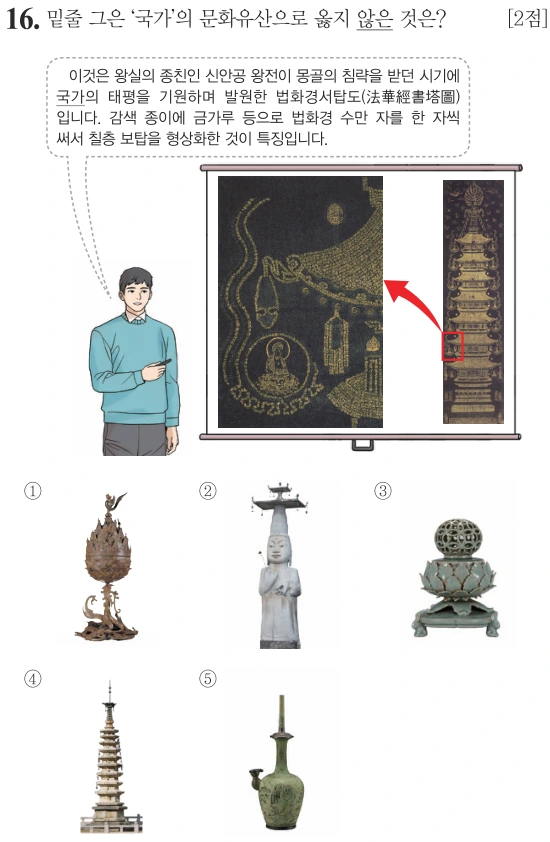 16. 밑줄 그은 ‘국가’의 문화유산으로 옳지 않은 것은? [2점]
이것은 왕실의 종친인 신안공 왕전이 몽골의 침략을 받던 시기에
국가의 태평을 기원하며 발원한 법화경서탑도(法華經書塔圖)
입니다. 감색 종이에 금가루 등으로 법화경 수만 자를 한 자씩
써서 칠층 보탑을 형상화한 것이 특징입니다.
① ② ③
④ ⑤